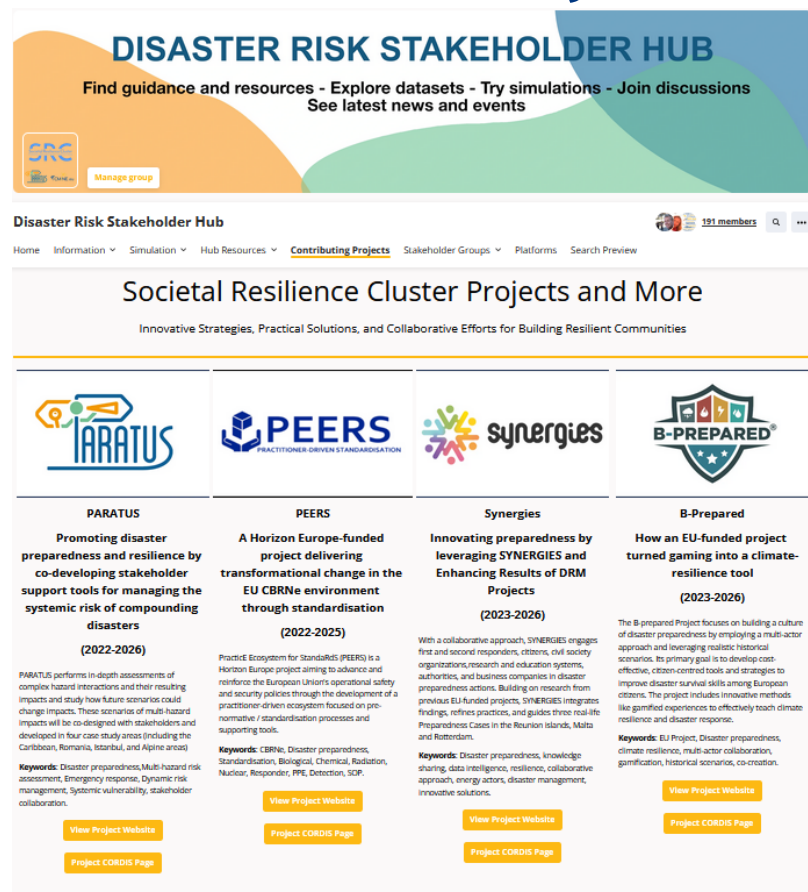 DISASTER RISK STAKEHOLDER HUB
Find guidance and resources - Explore datasets - Try simulations - Join discussions
See latest news and events
SRC
Manage group
Disaster Risk Stakeholder Hub
191 members
Home Information Simulation Hub Resources Contributing Projects Stakeholder Groups Platforms Search Preview
Societal Resilience Cluster Projects and More
Innovative Strategies, Practical Solutions, and Collaborative Efforts for Building Resilient Communities
PARATUS
PARATUS
Promoting disaster
preparedness and resilience by
co-developing stakeholder
support tools for managing the
systemic risk of compounding
disasters
(2022-2026)
PARATUS performs in-depth assessments of
complex hazard interactions and their resulting
impacts and study how future scenarios could
change impacts. These scenarios of multi-hazard
impacts will be co-designed with stakeholders and
developed in four case study areas (including the
Caribbean, Romania, Istanbul, and Alpine areas)
Keywords: Disaster preparedness,Multi-hazard risk
assessment, Emergency response, Dynamic risk
management, Systemic vulnerability, stakeholder
collaboration.
View Project Website
Project CORDIS Page
PEERS
PRACTITIONER-DRIVEN STANDARDISATION
PEERS
A Horizon Europe-funded
project delivering
transformational change in the
EU CBRNe environment
through standardisation
(2022-2025)
PracticE Ecosystem for StandaRdS (PEERS) is a
Horizon Europe project aiming to advance and
reinforce the European Union's operational safety
and security policies through the development of a
practitioner-driven ecosystem focused on pre-
normative / standardisation processes and
supporting tools.
Keywords: CBRNe, Disaster preparedness,
Standardisation, Biological, Chemical, Radiation,
Nuclear, Responder, PPE, Detection, SOP.
View Project Website
Project CORDIS Page
synergies
Synergies
Innovating preparedness by
leveraging SYNERGIES and
Enhancing Results of DRM
Projects
(2023-2026)
With a collaborative approach, SYNERGIES engages
first and second responders, citizens, civil society
organizations,research and education systems,
authorities, and business companies in disaster
preparedness actions. Building on research from
previous EU-funded projects, SYNERGIES integrates
findings, refines practices, and guides three real-life
Preparedness Cases in the Reunion islands, Malta
and Rotterdam.
Keywords: Disaster preparedness, knowledge
sharing, data intelligence, resilience, collaborative
approach, energy actors, disaster management,
innovative solutions.
View Project Website
Project CORDIS Page
B-PREPARED®
B-Prepared
How an EU-funded project
turned gaming into a climate-
resilience tool
(2023-2026)
The B-prepared Project focuses on building a culture
of disaster preparedness by employing a multi-actor
approach and leveraging realistic historical
scenarios. Its primary goal is to develop cost-
effective, citizen-centred tools and strategies to
improve disaster survival skills among European
citizens. The project includes innovative methods
like gamified experiences to effectively teach climate
resilience and disaster response.
Keywords: EU Project, Disaster preparedness,
climate resilience, multi-actor collaboration,
gamification, historical scenarios, co-creation.
View Project Website
Project CORDIS Page